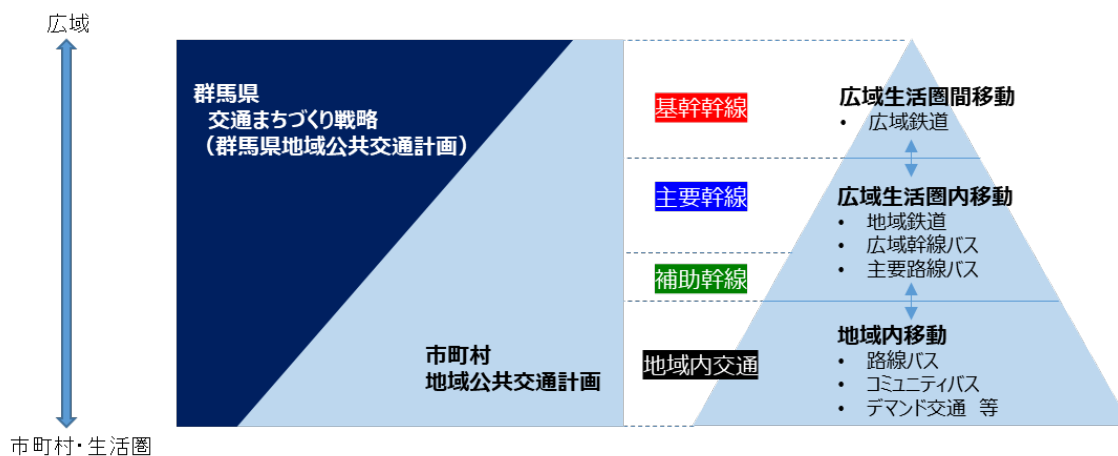 広域
群馬県
交通まちづくり戦略
（群馬県地域公共交通計画）
市町村
地域公共交通計画
市町村・生活圏
基幹幹線
主要幹線
補助幹線
地域内交通
広域生活圏間移動
• 広域鉄道
広域生活圏内移動
• 地域鉄道
• 広域幹線バス
• 主要路線バス
地域内移動
• 路線バス
• コミュニティバス
• デマンド交通　等